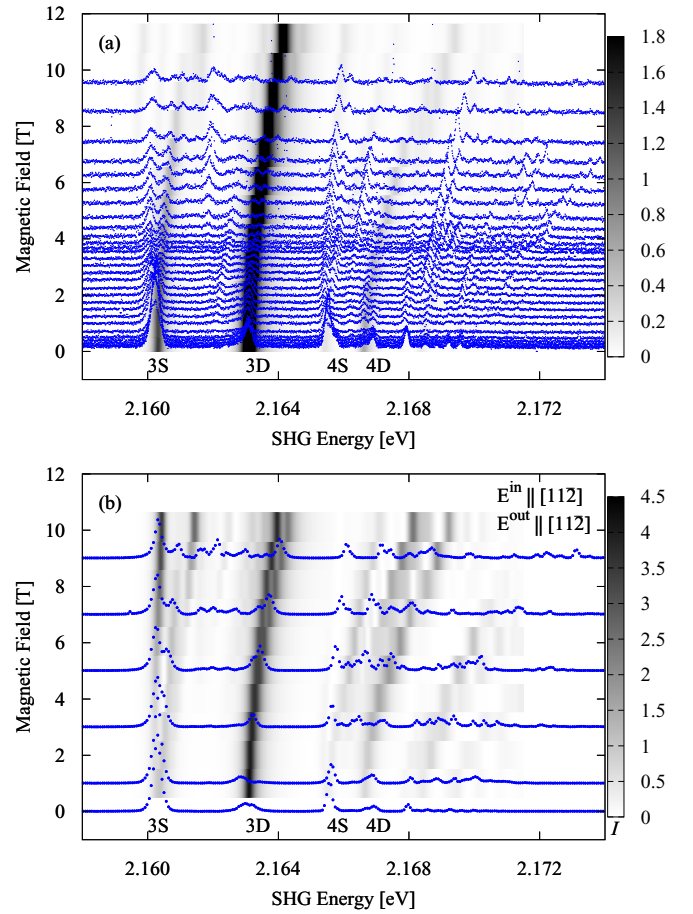 12
10
8
6
4
2
0
Magnetic Field [T]
(a)
3S 3D 4S 4D
2.160 2.164 2.168 2.172
SHG Energy [eV]
1.8
1.6
1.4
1.2
1
0.8
0.6
0.4
0.2
0
12
10
8
6
4
2
0
Magnetic Field [T]
(b)
E^in || [112̄]
E^out || [112̄]
3S 3D 4S 4D
2.160 2.164 2.168 2.172
SHG Energy [eV]
4.5
4
3.5
3
2.5
2
1.5
1
0.5
0
I